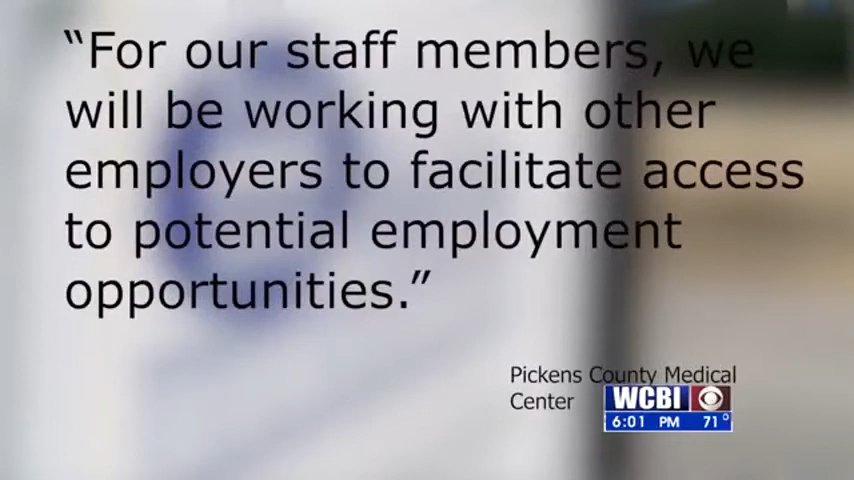 “For our staff members, we
will be working with other
employers to facilitate access
to potential employment
opportunities.”
Pickens County Medical
Center
WCBI
6:01 PM 71°